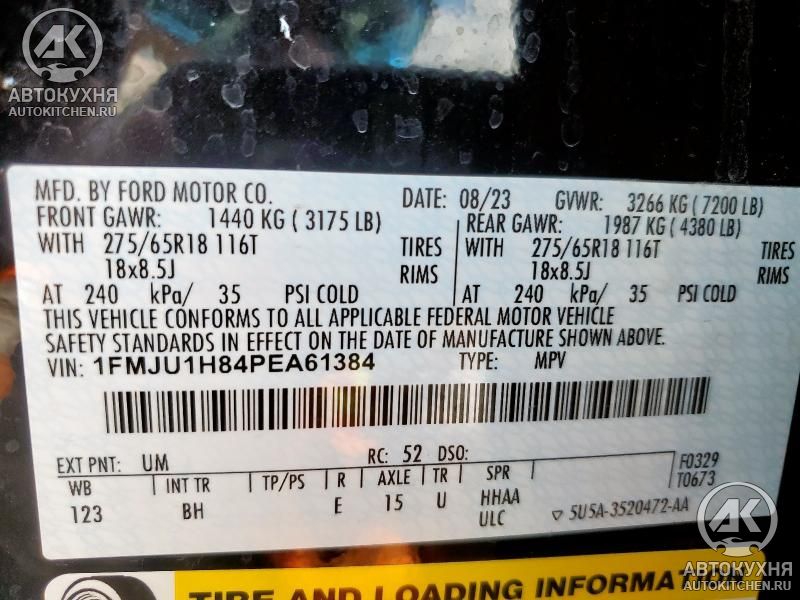 AK
АВТОКУХНЯ
AUTOKITCHEN.RU
MFD. BY FORD MOTOR CO. DATE: 08/23 GVWR: 3266 KG ( 7200 LB)
FRONT GAWR: 1440 KG ( 3175 LB) REAR GAWR: 1987 KG ( 4380 LB)
WITH 275/65R18 116T TIRES WITH 275/65R18 116T TIRES
18x8.5J RIMS 18x8.5J RIMS
AT 240 kPa/ 35 PSI COLD AT 240 kPa/ 35 PSI COLD
THIS VEHICLE CONFORMS TO ALL APPLICABLE FEDERAL MOTOR VEHICLE
SAFETY STANDARDS IN EFFECT ON THE DATE OF MANUFACTURE SHOWN ABOVE.
VIN: 1FMJU1H84PEA61384 TYPE: MPV
EXT PNT: UM RC: 52 DSO: F0329
WB INT TR TP/PS R AXLE TR SPR T0673
123 BH E 15 U HHAA
ULC ▽ 5U5A-3520472-AA
TIRE AND LOADING INFORMATION
AK
АВТОКУХНЯ
AUTOKITCHEN.RU